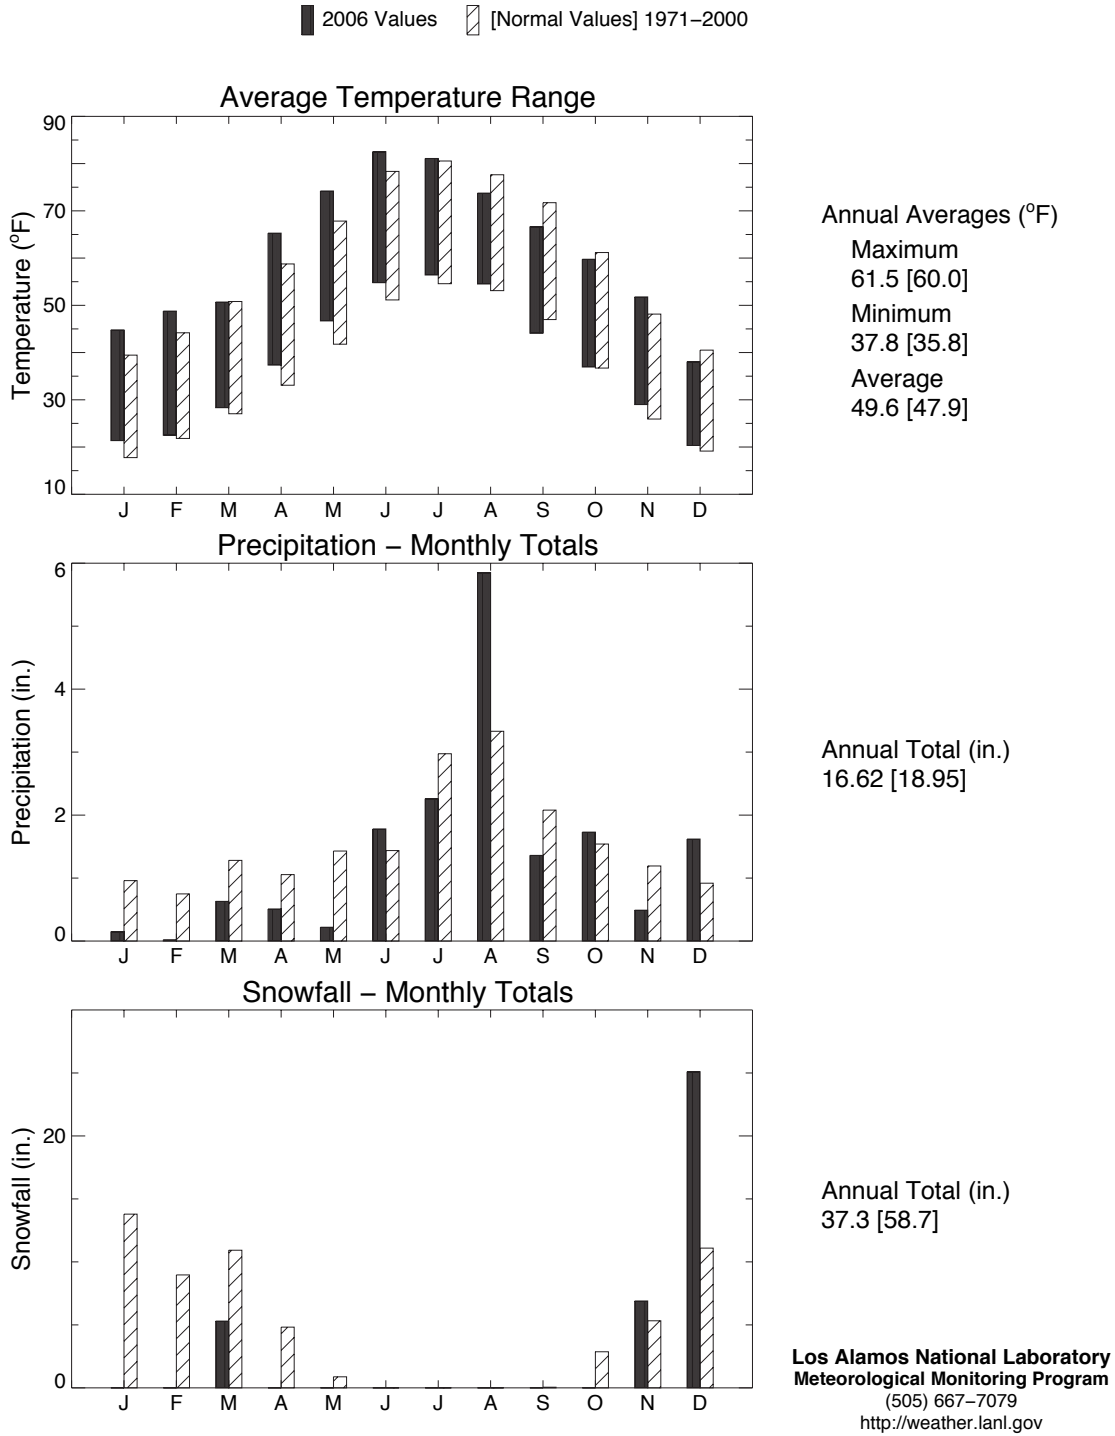 2006 Values [Normal Values] 1971–2000
Average Temperature Range
90
70
50
30
10
Temperature (°F)
J F M A M J J A S O N D
Annual Averages (°F)
Maximum
61.5 [60.0]
Minimum
37.8 [35.8]
Average
49.6 [47.9]
Precipitation – Monthly Totals
6
4
2
0
Precipitation (in.)
J F M A M J J A S O N D
Annual Total (in.)
16.62 [18.95]
Snowfall – Monthly Totals
20
0
Snowfall (in.)
J F M A M J J A S O N D
Annual Total (in.)
37.3 [58.7]
Los Alamos National Laboratory
Meteorological Monitoring Program
(505) 667–7079
http://weather.lanl.gov